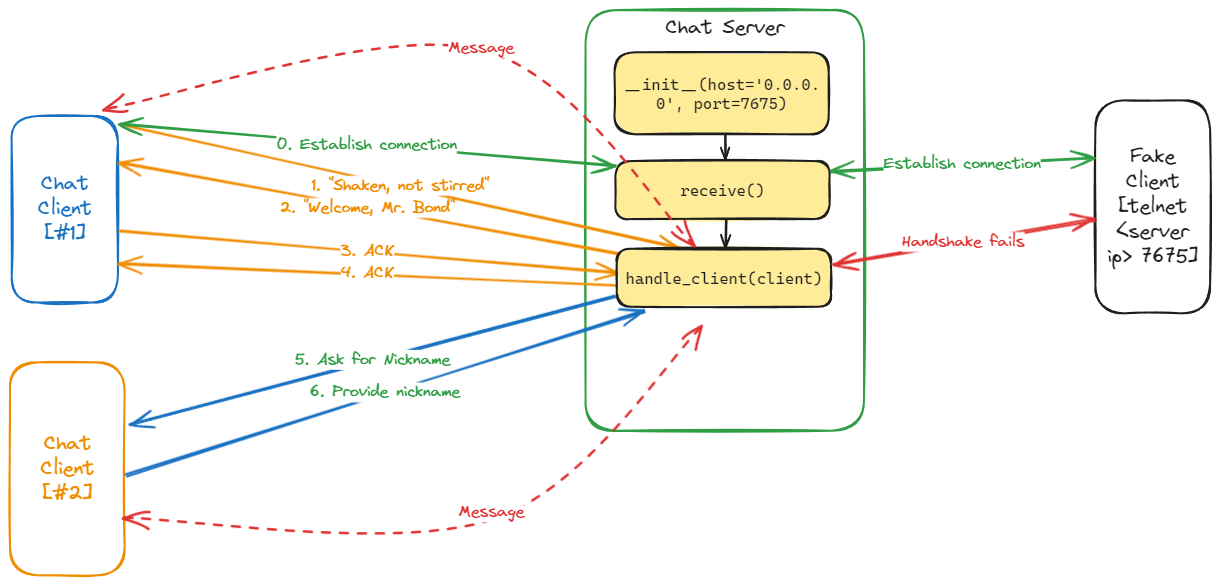 Chat Server
Message
__init__(host='0.0.0.
0', port=7675)
0. Establish connection
Establish connection
Fake
Client
[telnet
<server
ip> 7675]
Chat
Client
[#1]
1. "Shaken, not stirred"
2. "Welcome, Mr. Bond"
receive()
3. ACK
4. ACK
Handshake fails
handle_client(client)
5. Ask for Nickname
6. Provide nickname
Chat
Client
[#2]
Message